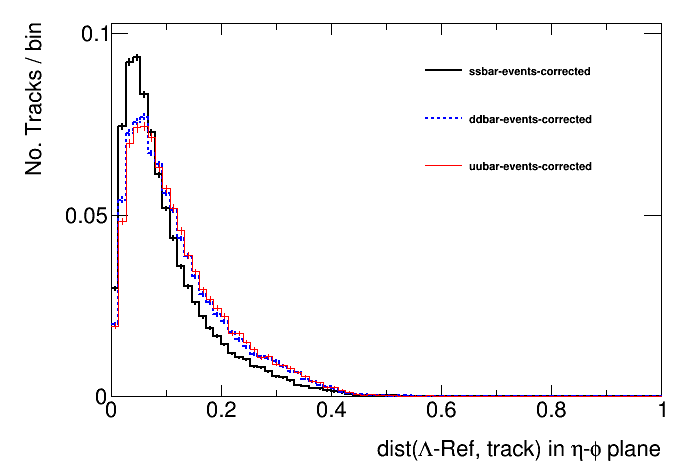 No. Tracks / bin
0.1
0.05
0
ssbar-events-corrected
ddbar-events-corrected
uubar-events-corrected
0 0.2 0.4 0.6 0.8 1
dist(Λ-Ref, track) in η-ϕ plane